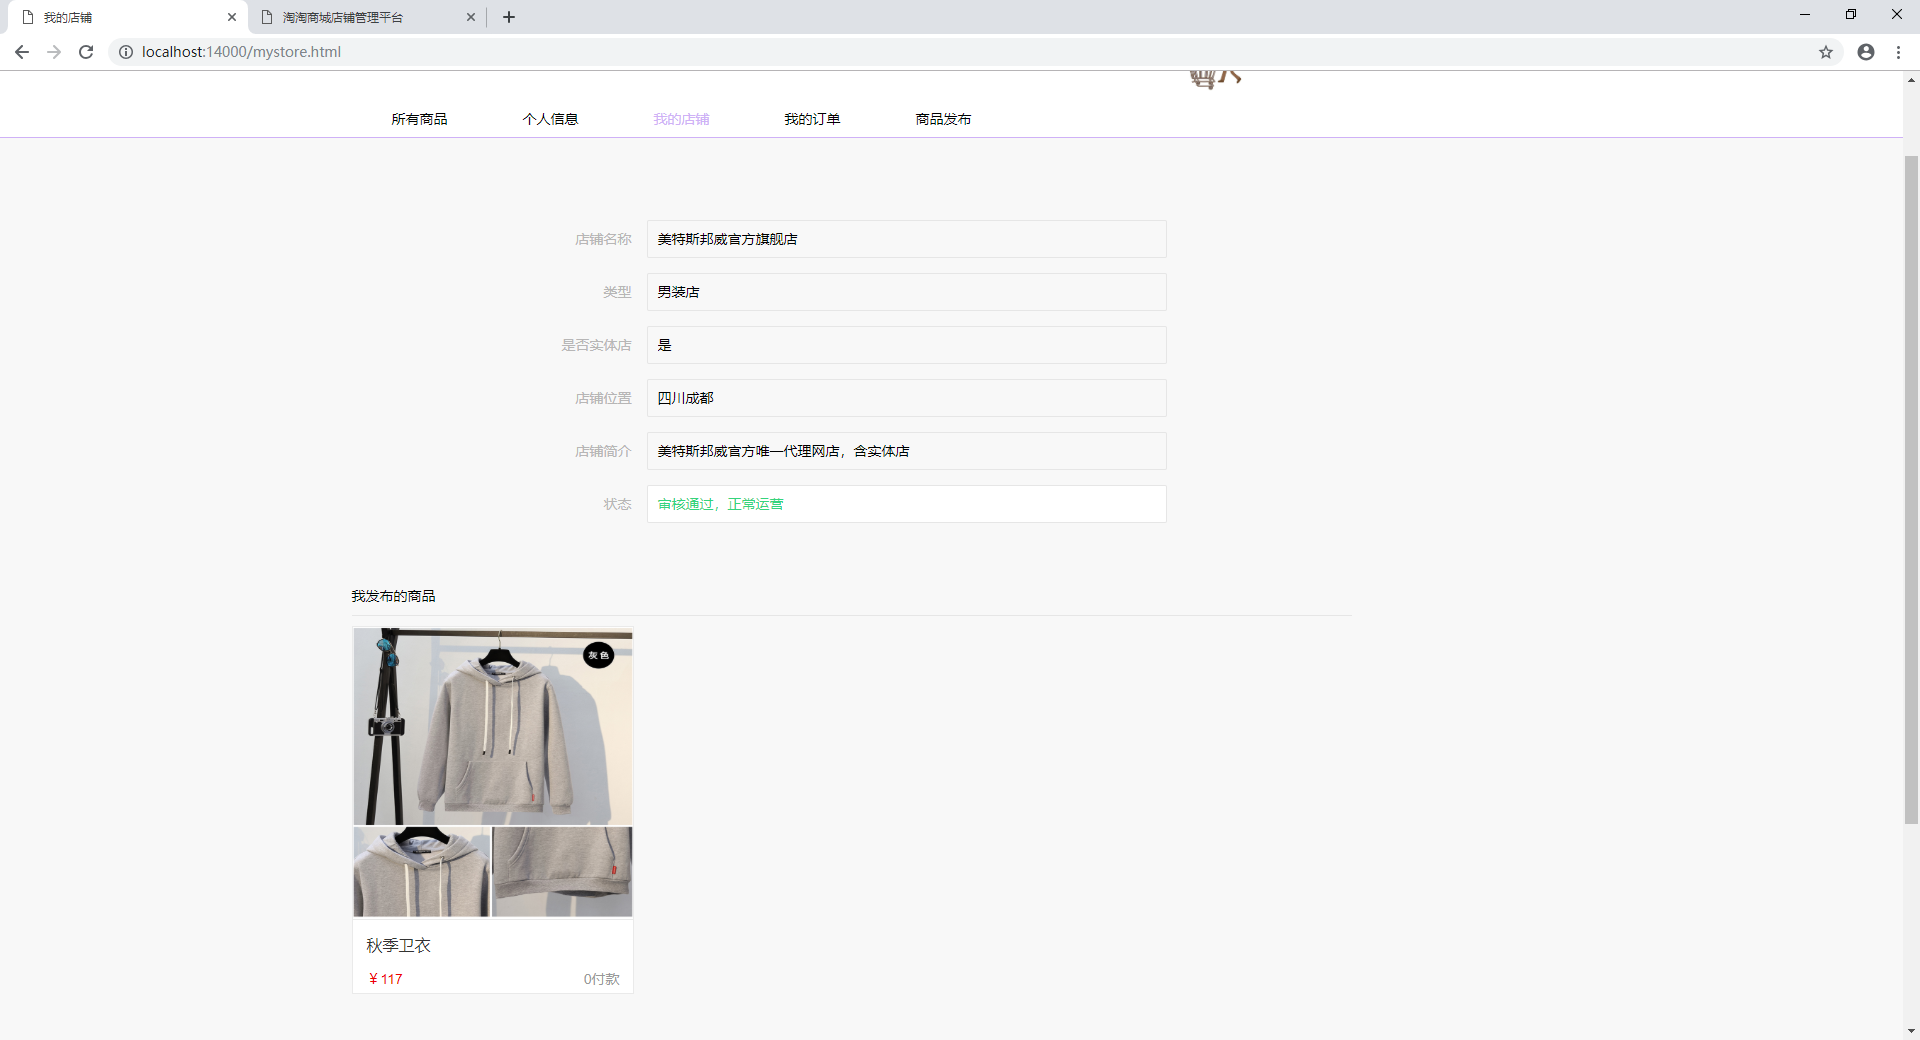 我的店铺
淘淘商城店铺管理平台
localhost:14000/mystore.html
所有商品 个人信息 我的店铺 我的订单 商品发布
店铺名称 美特斯邦威官方旗舰店
类型 男装店
是否实体店 是
店铺位置 四川成都
店铺简介 美特斯邦威官方唯一代理网店，含实体店
状态 审核通过，正常运营
我发布的商品
灰色
秋季卫衣
￥117 0付款